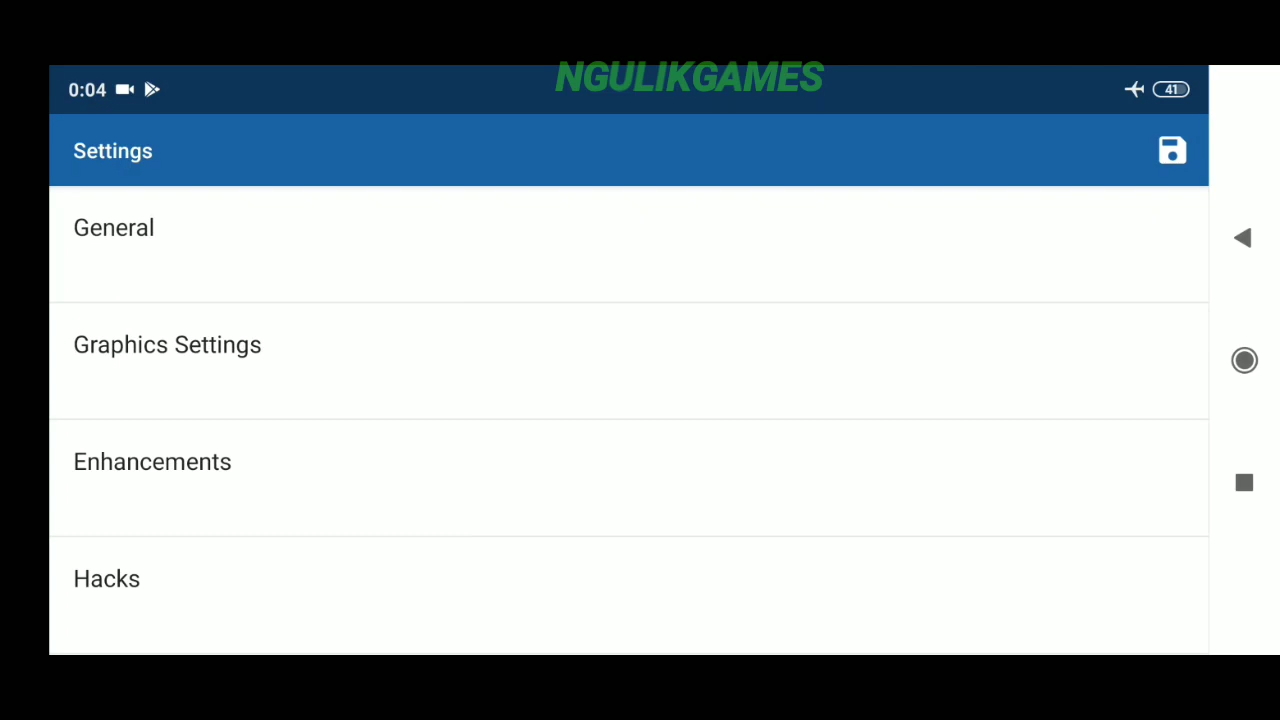 NGULIKGAMES
0:04
41
Settings
General
Graphics Settings
Enhancements
Hacks